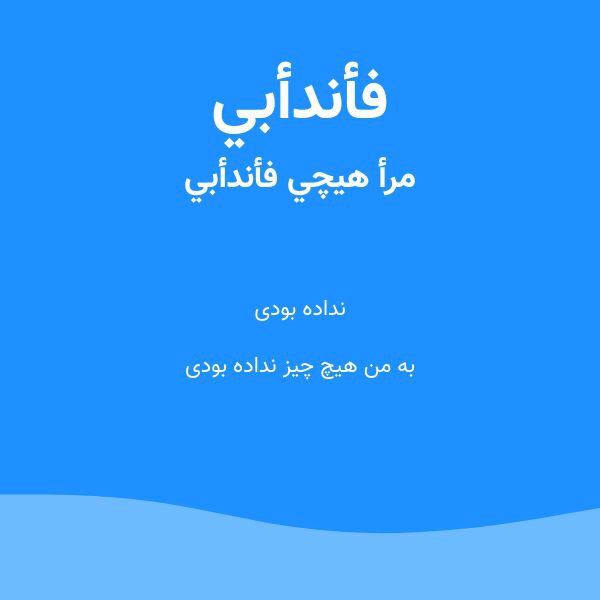 فأندأبي
مرأ هيچي فأندأبي
نداده بودی
به من هیچ چیز نداده بودی